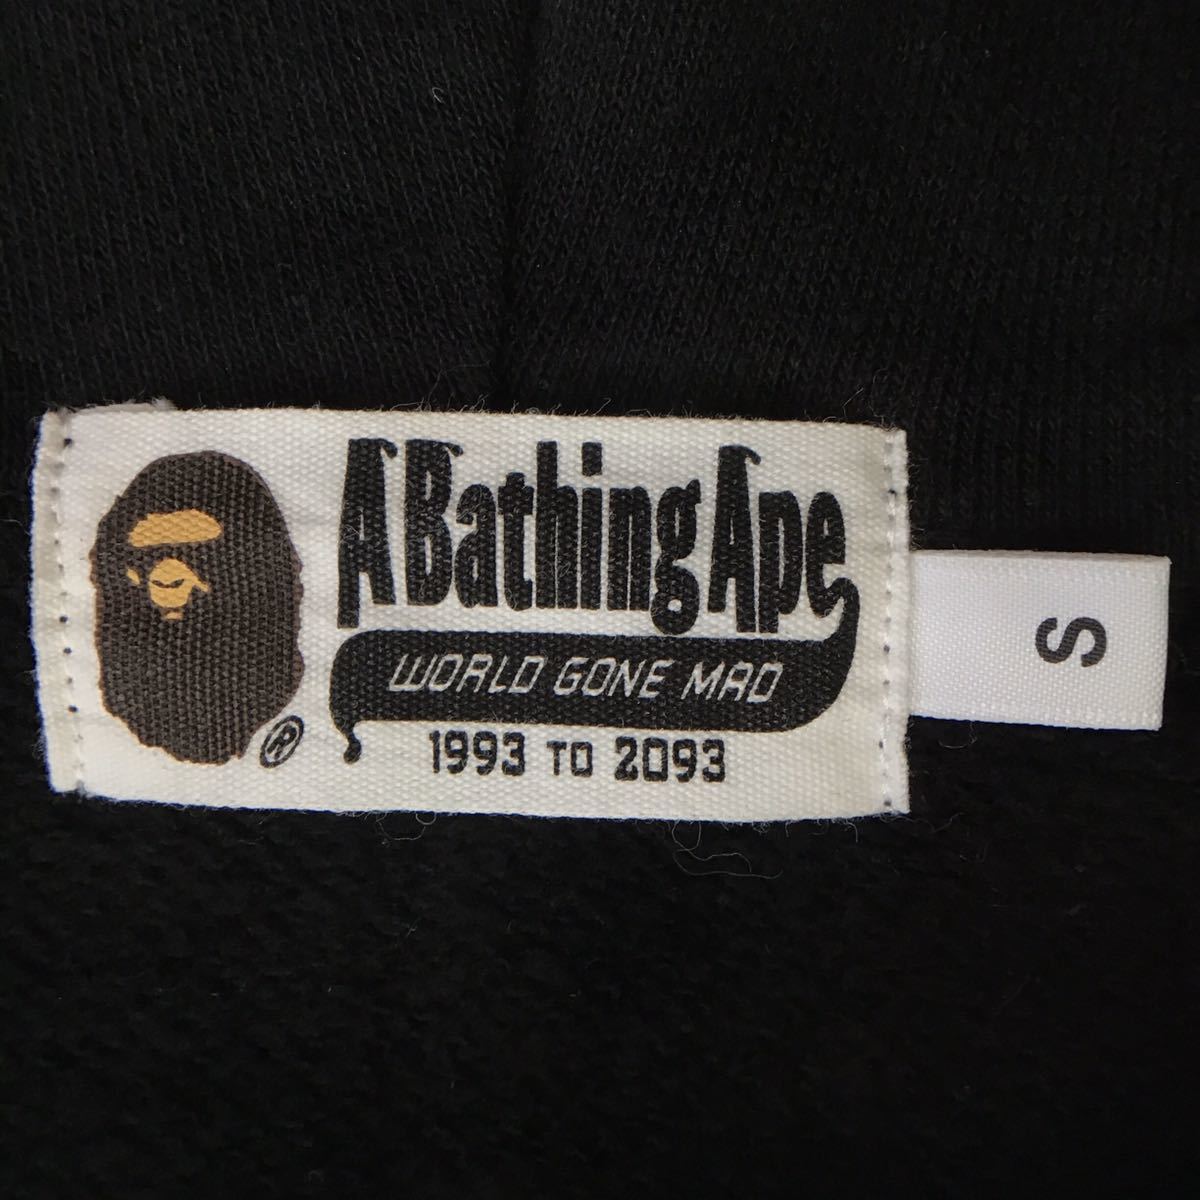 A Bathing Ape
WORLD GONE MAD
1993 TO 2093
®
S